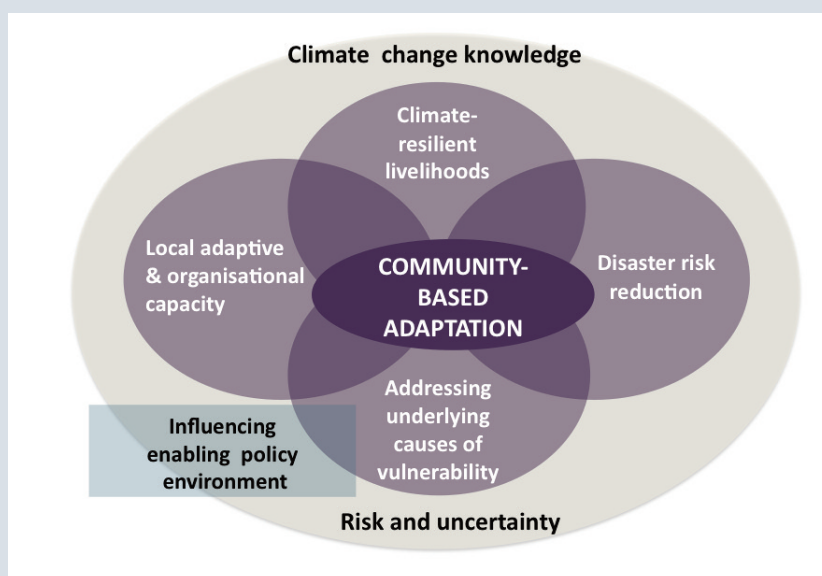 Climate change knowledge
Climate-
resilient
livelihoods
Local adaptive
& organisational
capacity
COMMUNITY-
BASED
ADAPTATION
Disaster risk
reduction
Addressing
underlying
causes of
vulnerability
Influencing
enabling policy
environment
Risk and uncertainty